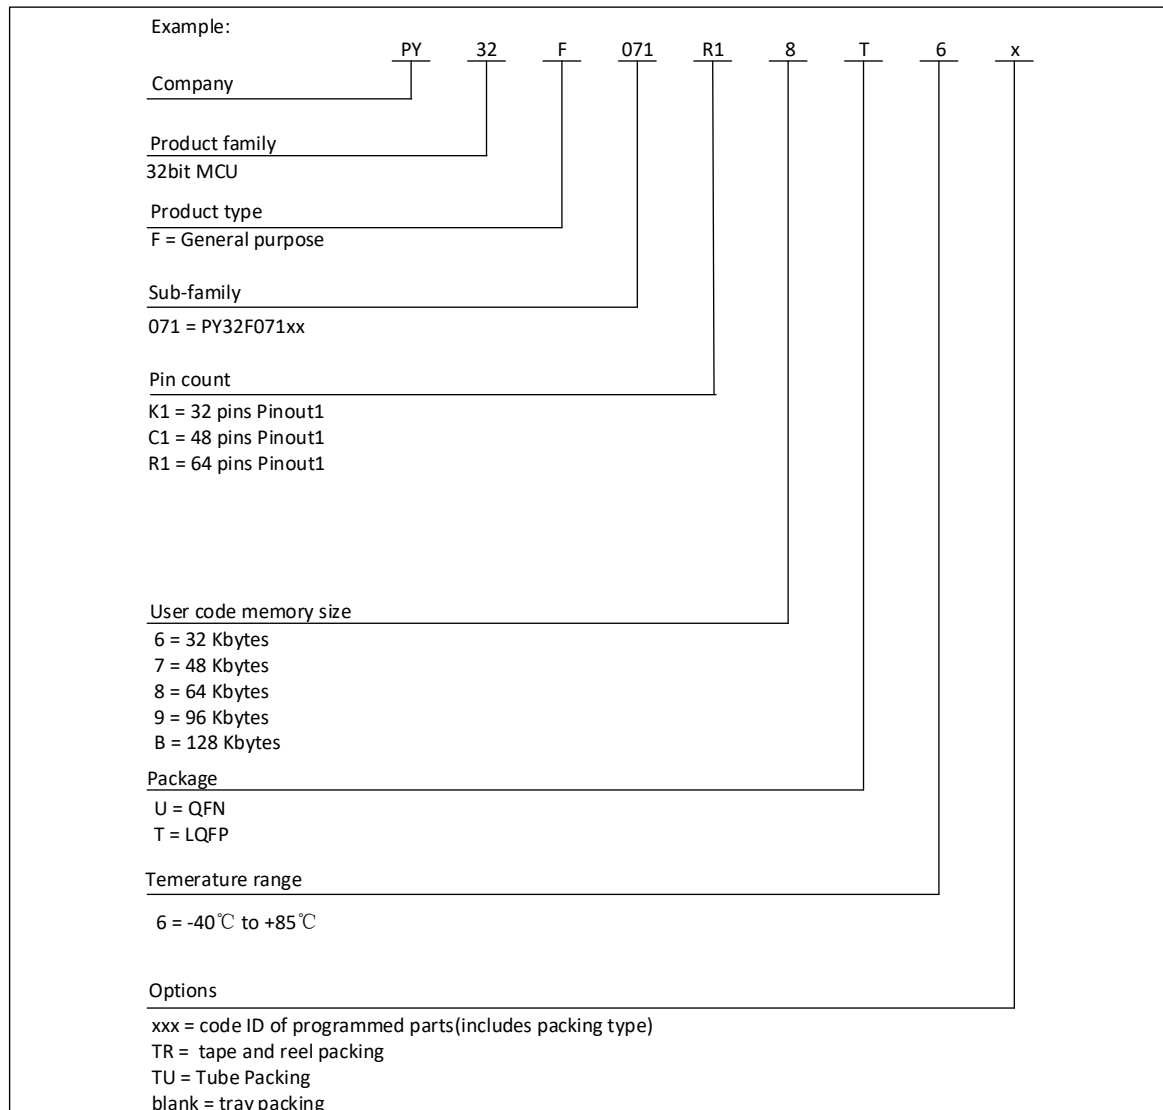 Example:
PY 32 F 071 R1 8 T 6 x
Company
Product family
32bit MCU
Product type
F = General purpose
Sub-family
071 = PY32F071xx
Pin count
K1 = 32 pins Pinout1
C1 = 48 pins Pinout1
R1 = 64 pins Pinout1
User code memory size
6 = 32 Kbytes
7 = 48 Kbytes
8 = 64 Kbytes
9 = 96 Kbytes
B = 128 Kbytes
Package
U = QFN
T = LQFP
Temerature range
6 = -40℃ to +85℃
Options
xxx = code ID of programmed parts(includes packing type)
TR = tape and reel packing
TU = Tube Packing
blank = tray packing